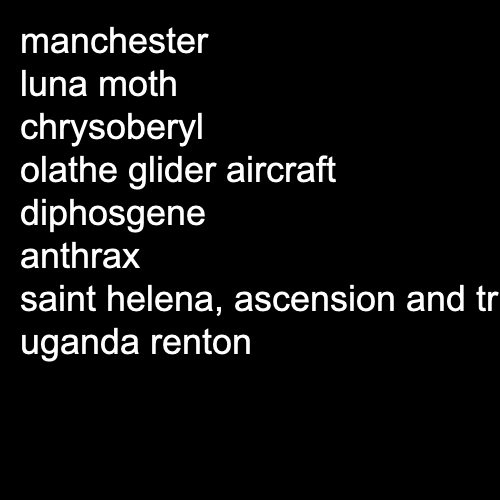 manchester
luna moth
chrysoberyl
olathe glider aircraft
diphosgene
anthrax
saint helena, ascension and tr
uganda renton